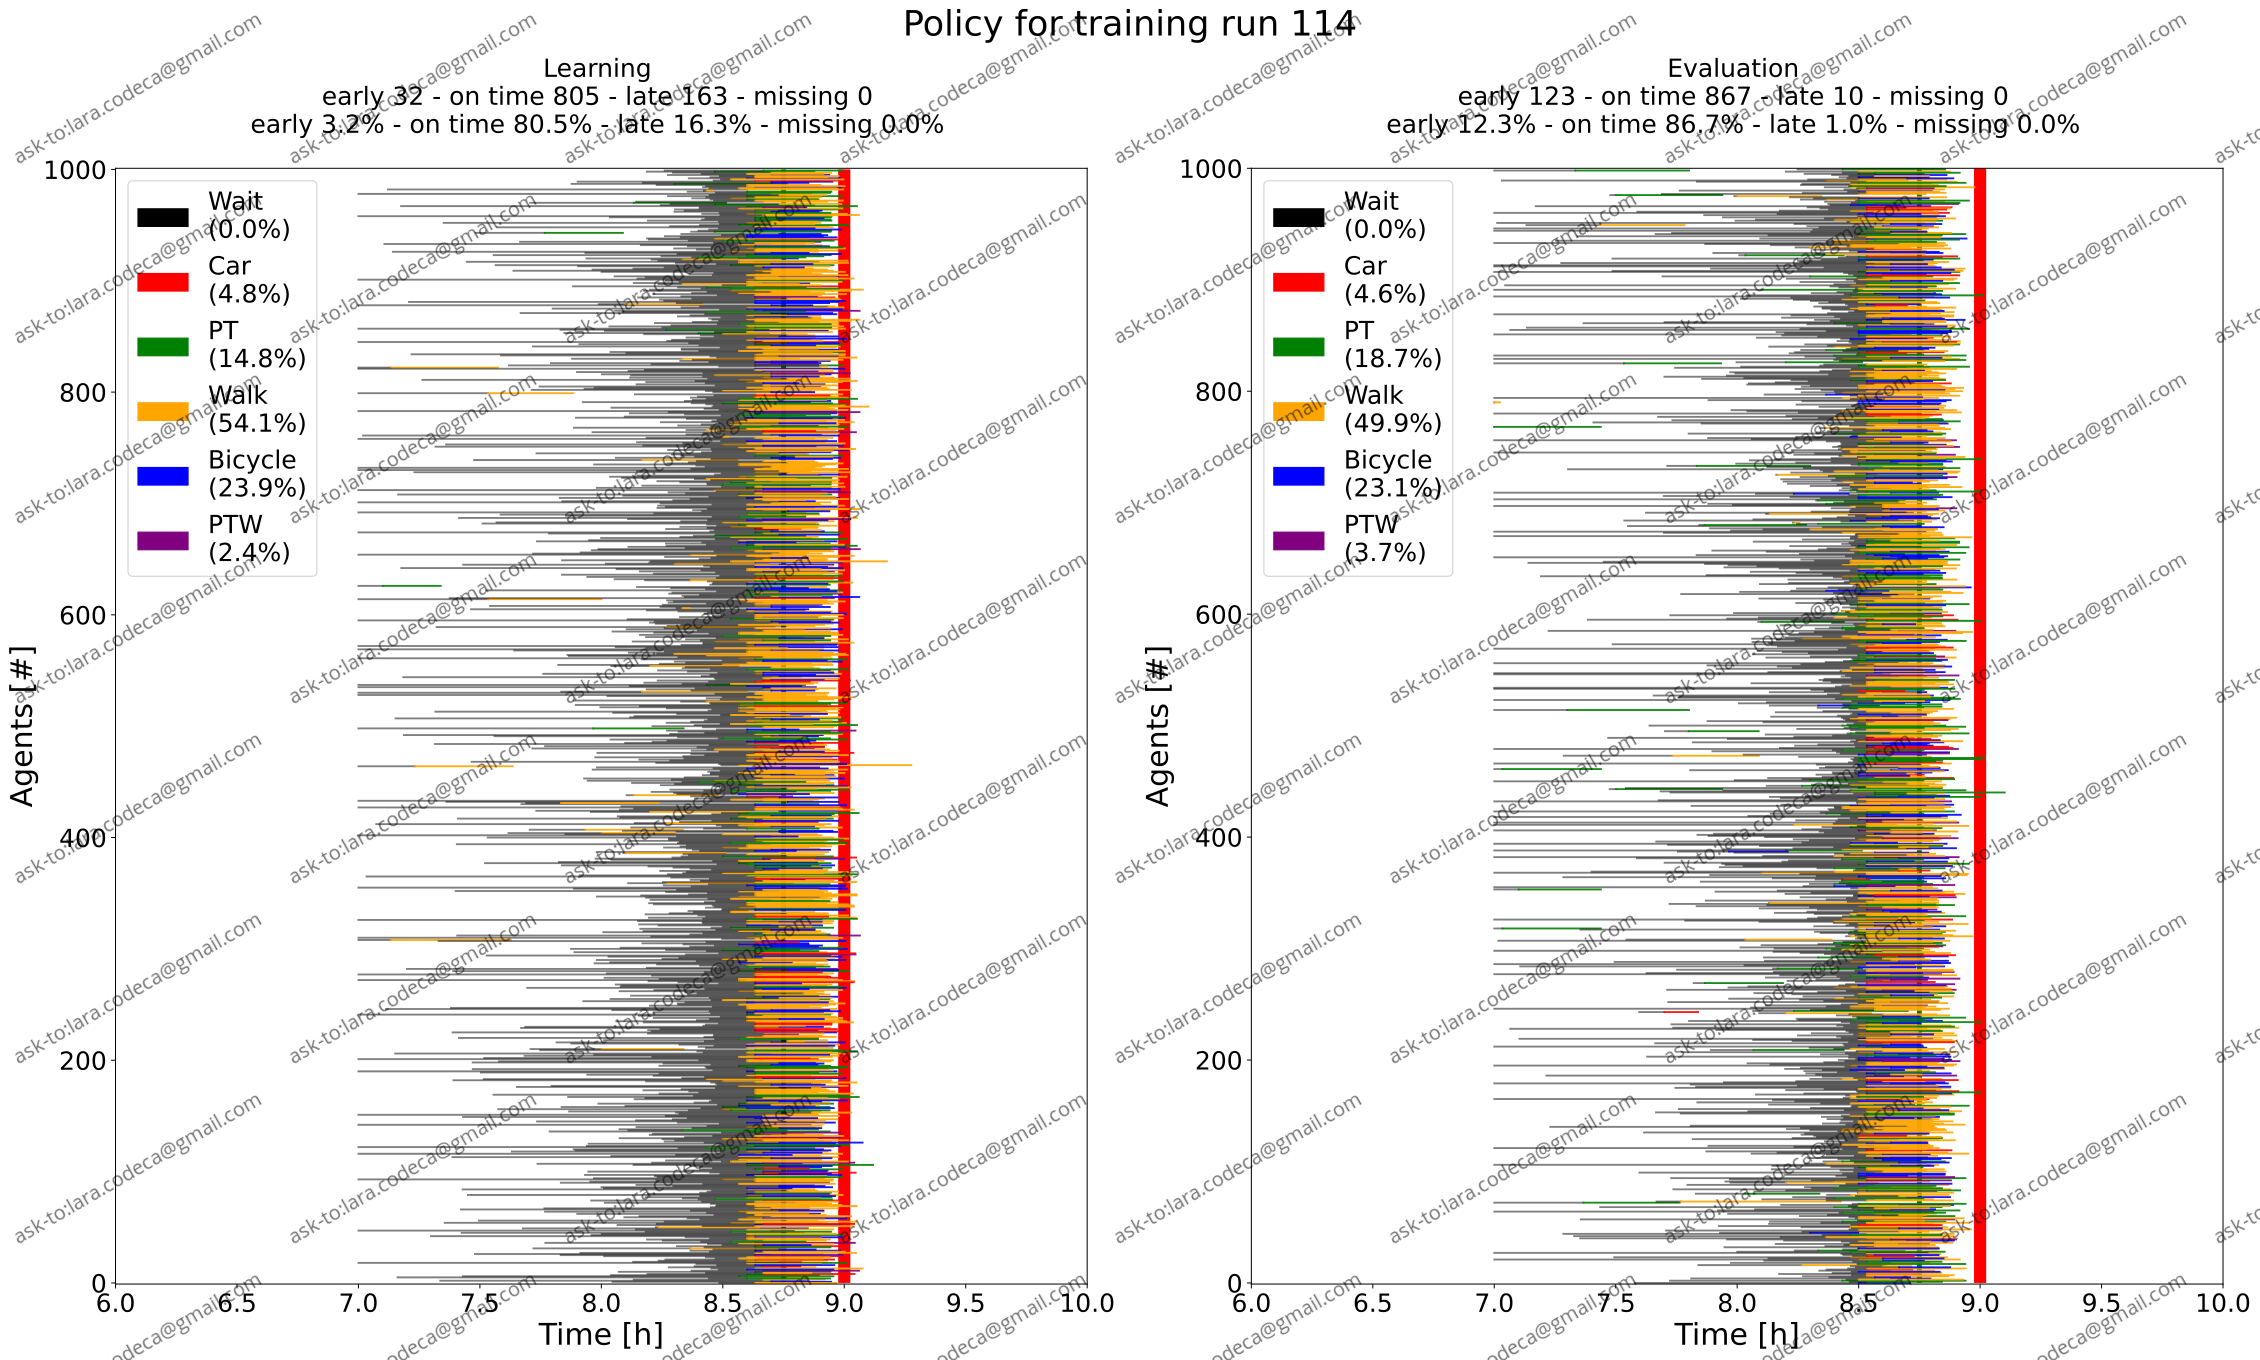 Policy for training run 114
Learning
early 32 - on time 805 - late 163 - missing 0
early 3.2% - on time 80.5% - late 16.3% - missing 0.0%
1000
800
600
400
200
0
Agents [#]
Wait
(0.0%)
Car
(4.8%)
PT
(14.8%)
Walk
(54.1%)
Bicycle
(23.9%)
PTW
(2.4%)
6.0 6.5 7.0 7.5 8.0 8.5 9.0 9.5 10.0
Time [h]
Evaluation
early 123 - on time 867 - late 10 - missing 0
early 12.3% - on time 86.7% - late 1.0% - missing 0.0%
1000
800
600
400
200
0
Agents [#]
Wait
(0.0%)
Car
(4.6%)
PT
(18.7%)
Walk
(49.9%)
Bicycle
(23.1%)
PTW
(3.7%)
6.0 6.5 7.0 7.5 8.0 8.5 9.0 9.5 10.0
Time [h]
ask-to:lara.codeca@gmail.com